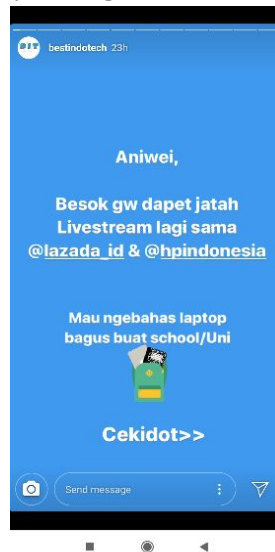 BIT
bestindotech 23h
Aniwei,
Besok gw dapet jatah
Livestream lagi sama
@lazada_id & @hpindonesia
Mau ngebahas laptop
bagus buat school/Uni
Cekidot>>
Send message